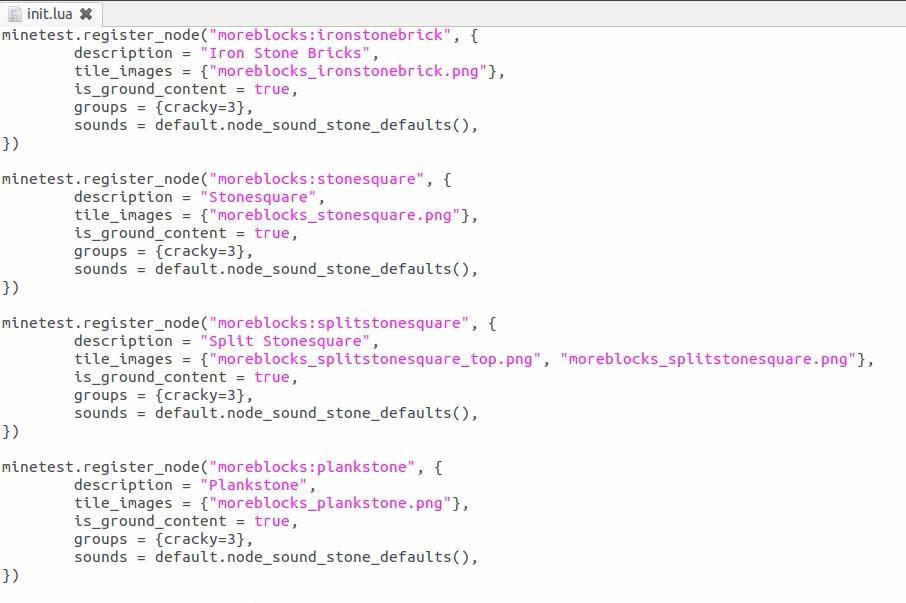 init.lua
minetest.register_node("moreblocks:ironstonebrick", {
        description = "Iron Stone Bricks",
        tile_images = {"moreblocks_ironstonebrick.png"},
        is_ground_content = true,
        groups = {cracky=3},
        sounds = default.node_sound_stone_defaults(),
})

minetest.register_node("moreblocks:stonesquare", {
        description = "Stonesquare",
        tile_images = {"moreblocks_stonesquare.png"},
        is_ground_content = true,
        groups = {cracky=3},
        sounds = default.node_sound_stone_defaults(),
})

minetest.register_node("moreblocks:splitstonesquare", {
        description = "Split Stonesquare",
        tile_images = {"moreblocks_splitstonesquare_top.png", "moreblocks_splitstonesquare.png"},
        is_ground_content = true,
        groups = {cracky=3},
        sounds = default.node_sound_stone_defaults(),
})

minetest.register_node("moreblocks:plankstone", {
        description = "Plankstone",
        tile_images = {"moreblocks_plankstone.png"},
        is_ground_content = true,
        groups = {cracky=3},
        sounds = default.node_sound_stone_defaults(),
})